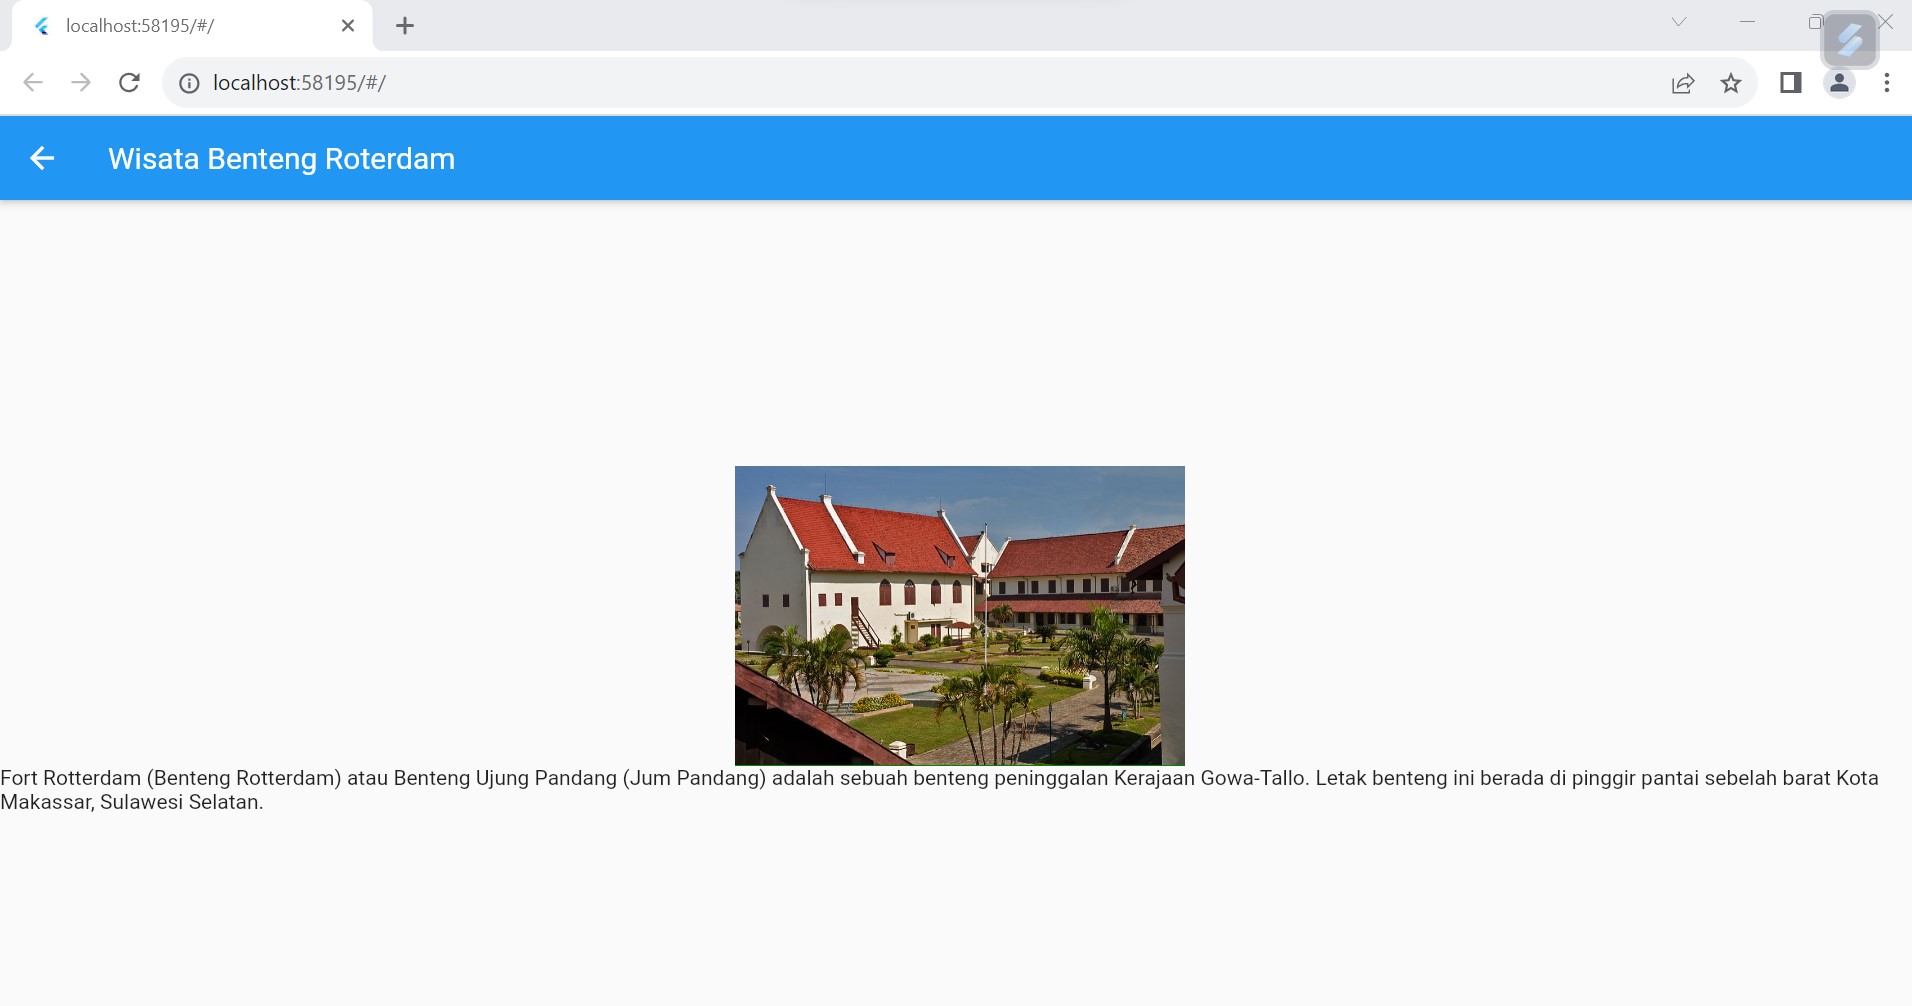 localhost:58195/#/
localhost:58195/#/
Wisata Benteng Roterdam
Fort Rotterdam (Benteng Rotterdam) atau Benteng Ujung Pandang (Jum Pandang) adalah sebuah benteng peninggalan Kerajaan Gowa-Tallo. Letak benteng ini berada di pinggir pantai sebelah barat Kota
Makassar, Sulawesi Selatan.